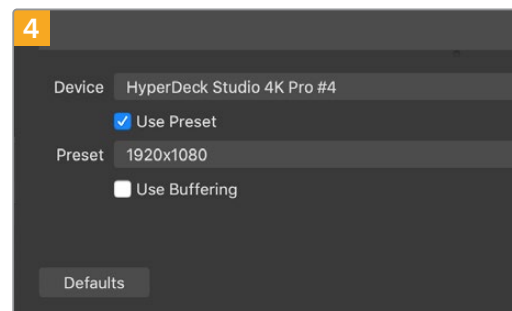 4
Device HyperDeck Studio 4K Pro #4
Use Preset
Preset 1920x1080
Use Buffering
Defaults